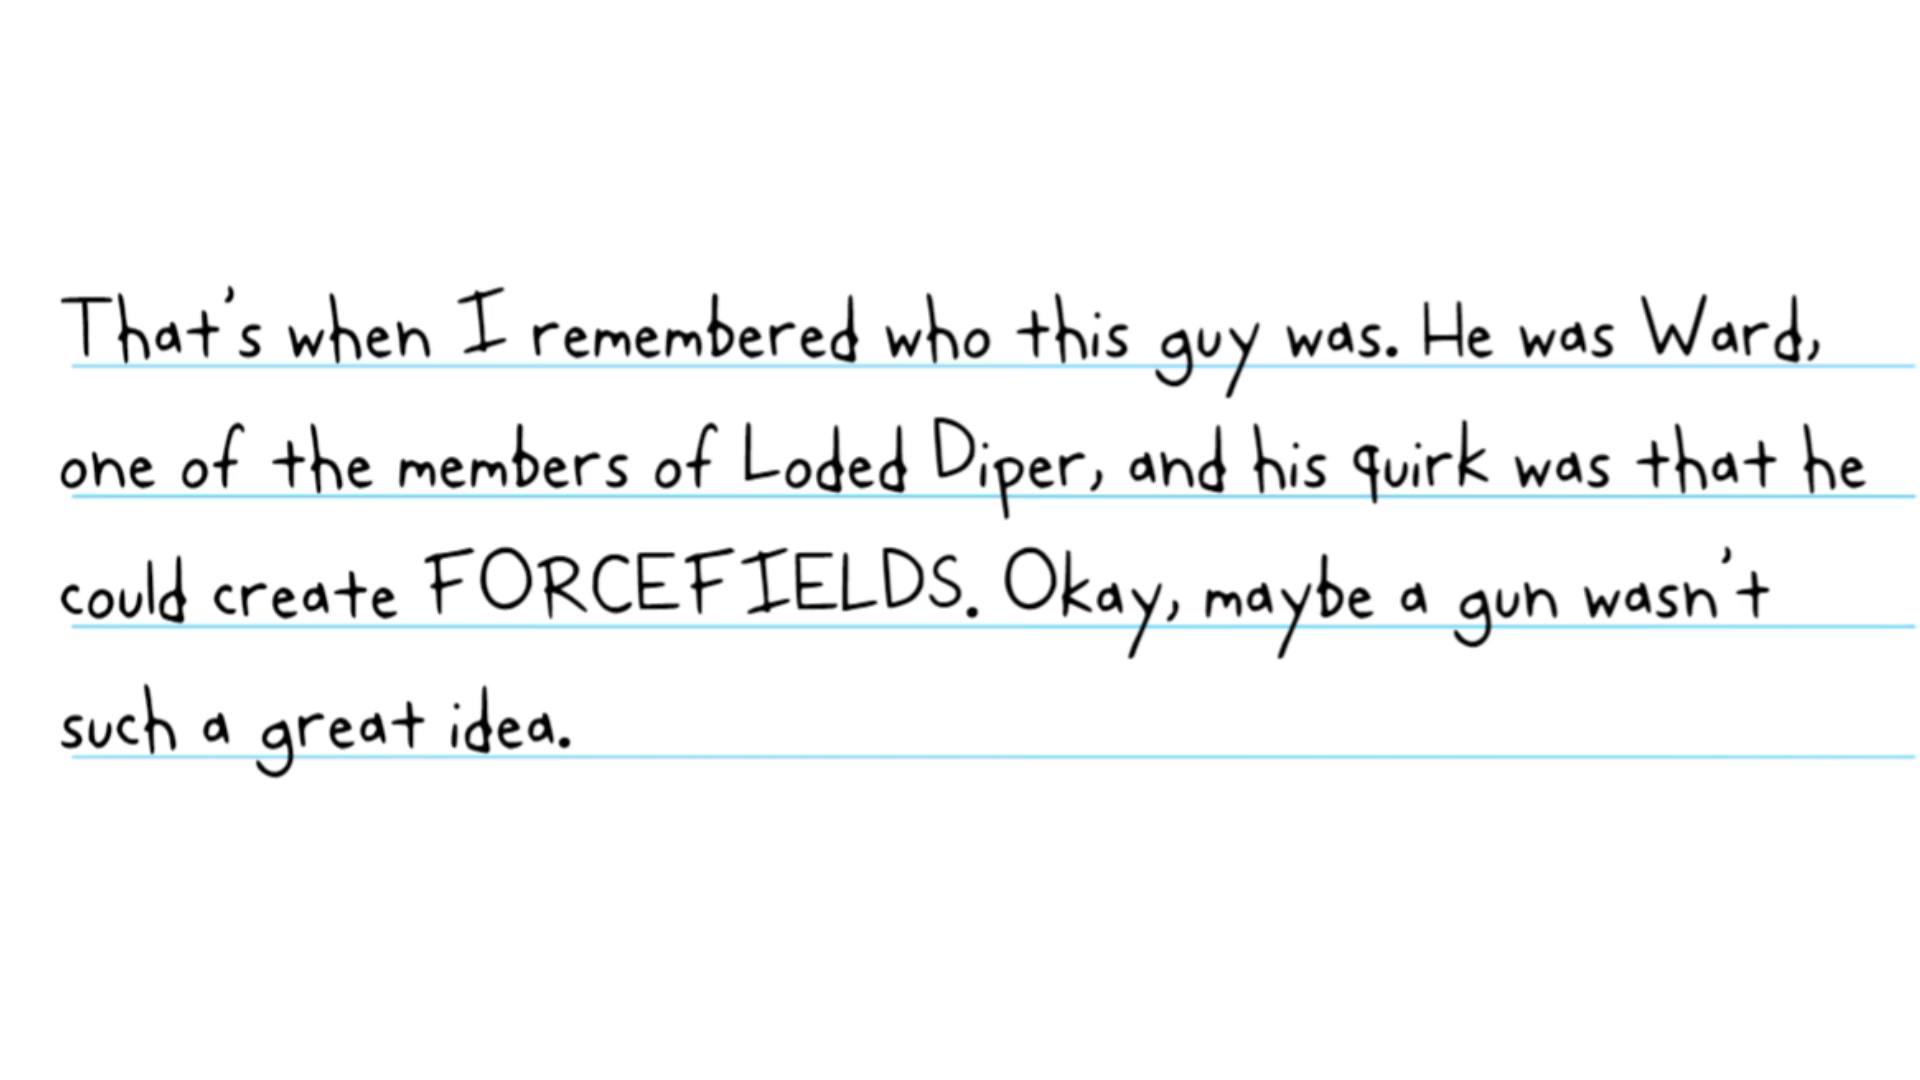 That's when I remembered who this guy was. He was Ward,
one of the members of Loded Diper, and his quirk was that he
could create FORCEFIELDS. Okay, maybe a gun wasn't
such a great idea.